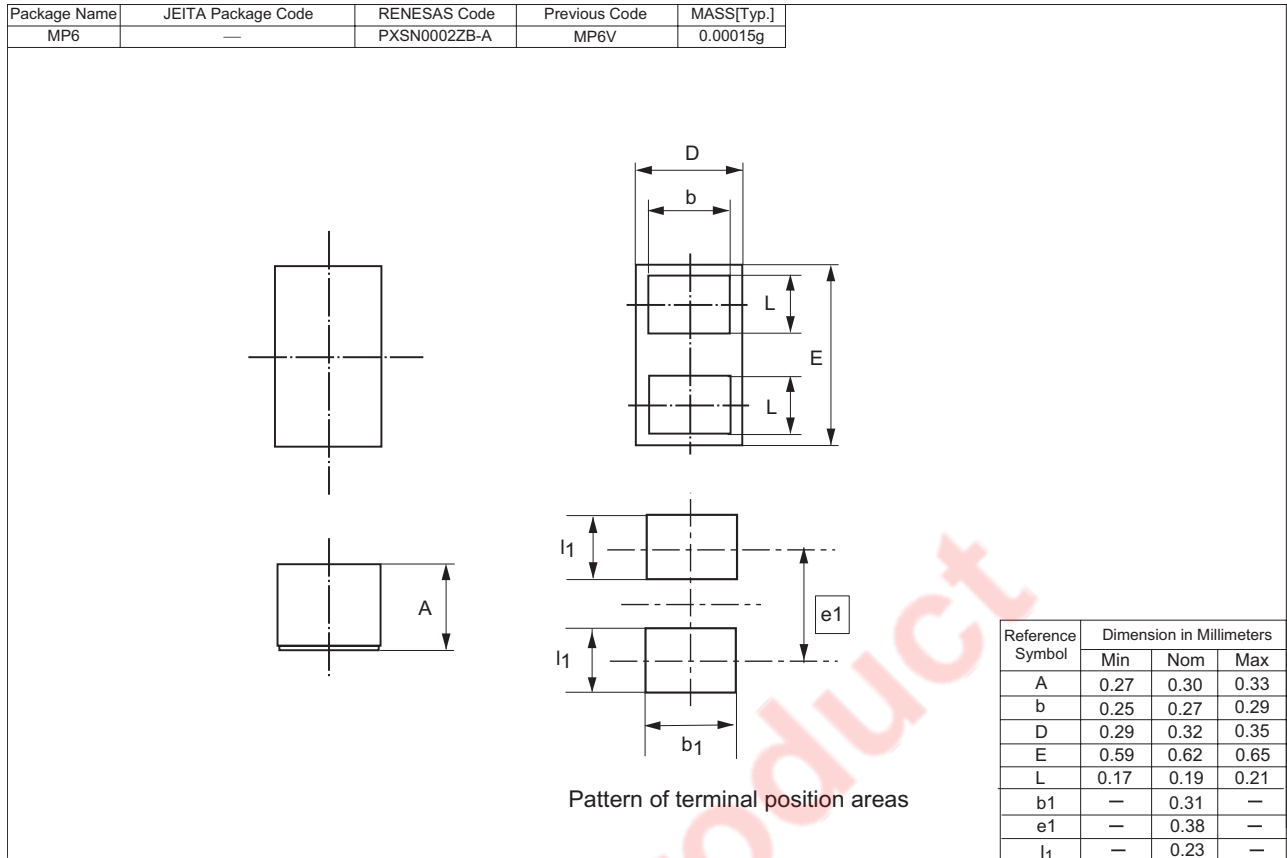 Package Name JEITA Package Code RENESAS Code Previous Code MASS[Typ.]
MP6 — PXSN0002ZB-A MP6V 0.00015g
D
b
L
E
L
l1
A
e1
l1
b1
Pattern of terminal position areas
Reference Symbol Dimension in Millimeters
Min Nom Max
A 0.27 0.30 0.33
b 0.25 0.27 0.29
D 0.29 0.32 0.35
E 0.59 0.62 0.65
L 0.17 0.19 0.21
b1 — 0.31 —
e1 — 0.38 —
l1 — 0.23 —
oduct